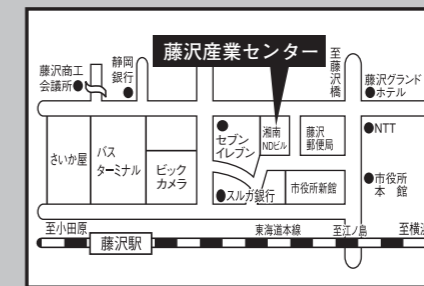 藤沢産業センター
藤沢商工
会議所
静岡
銀行
至藤沢橋
藤沢グランド
ホテル
さいか屋
バス
ターミナル
ビック
カメラ
セブン
イレブン
湘南
NDビル
藤沢
郵便局
NTT
スルガ銀行
市役所新館
市役所
本館
至小田原
藤沢駅
東海道本線
至江ノ島
至横浜